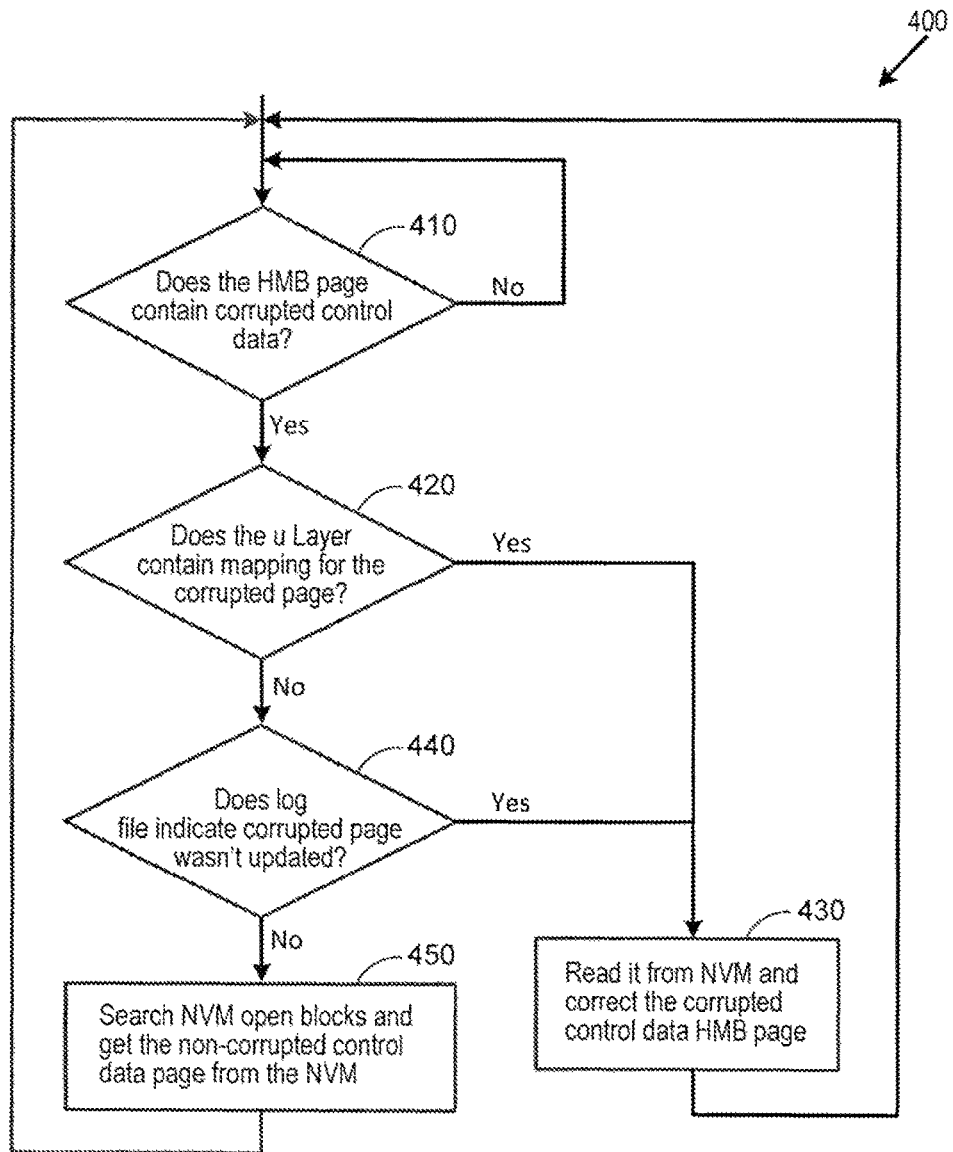 400
410
Does the HMB page
contain corrupted control
data?
No
Yes
420
Does the u Layer
contain mapping for the
corrupted page?
Yes
No
440
Does log
file indicate corrupted page
wasn't updated?
Yes
No
450
Search NVM open blocks and
get the non-corrupted control
data page from the NVM
430
Read it from NVM and
correct the corrupted
control data HMB page